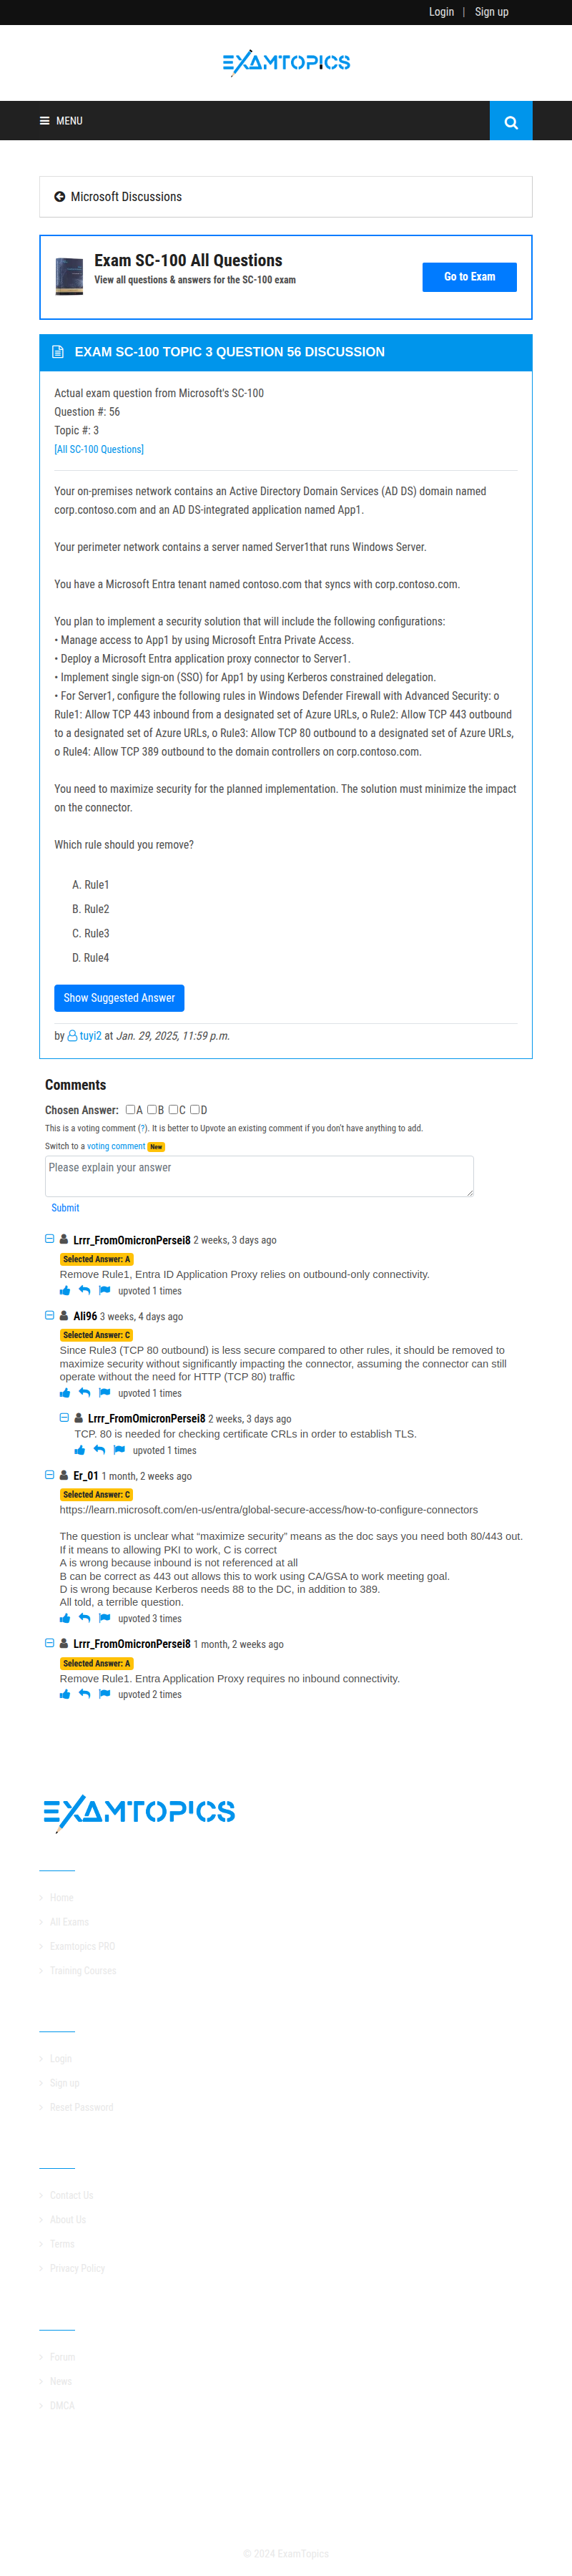 Login | Sign up
EXAMTOPICS
MENU
Microsoft Discussions
Exam SC-100 All Questions
View all questions & answers for the SC-100 exam
Go to Exam
EXAM SC-100 TOPIC 3 QUESTION 56 DISCUSSION
Actual exam question from Microsoft's SC-100
Question #: 56
Topic #: 3
[All SC-100 Questions]
Your on-premises network contains an Active Directory Domain Services (AD DS) domain named
corp.contoso.com and an AD DS-integrated application named App1.
Your perimeter network contains a server named Server1that runs Windows Server.
You have a Microsoft Entra tenant named contoso.com that syncs with corp.contoso.com.
You plan to implement a security solution that will include the following configurations:
• Manage access to App1 by using Microsoft Entra Private Access.
• Deploy a Microsoft Entra application proxy connector to Server1.
• Implement single sign-on (SSO) for App1 by using Kerberos constrained delegation.
• For Server1, configure the following rules in Windows Defender Firewall with Advanced Security: o
Rule1: Allow TCP 443 inbound from a designated set of Azure URLs, o Rule2: Allow TCP 443 outbound
to a designated set of Azure URLs, o Rule3: Allow TCP 80 outbound to a designated set of Azure URLs,
o Rule4: Allow TCP 389 outbound to the domain controllers on corp.contoso.com.
You need to maximize security for the planned implementation. The solution must minimize the impact
on the connector.
Which rule should you remove?
A. Rule1
B. Rule2
C. Rule3
D. Rule4
Show Suggested Answer
by tuyi2 at Jan. 29, 2025, 11:59 p.m.
Comments
Chosen Answer: A B C D
This is a voting comment (?). It is better to Upvote an existing comment if you don't have anything to add.
Switch to a voting comment New
Please explain your answer
Submit
Lrrr_FromOmicronPersei8 2 weeks, 3 days ago
Selected Answer: A
Remove Rule1, Entra ID Application Proxy relies on outbound-only connectivity.
upvoted 1 times
Ali96 3 weeks, 4 days ago
Selected Answer: C
Since Rule3 (TCP 80 outbound) is less secure compared to other rules, it should be removed to
maximize security without significantly impacting the connector, assuming the connector can still
operate without the need for HTTP (TCP 80) traffic
upvoted 1 times
Lrrr_FromOmicronPersei8 2 weeks, 3 days ago
TCP. 80 is needed for checking certificate CRLs in order to establish TLS.
upvoted 1 times
Er_01 1 month, 2 weeks ago
Selected Answer: C
https://learn.microsoft.com/en-us/entra/global-secure-access/how-to-configure-connectors
The question is unclear what “maximize security” means as the doc says you need both 80/443 out.
If it means to allowing PKI to work, C is correct
A is wrong because inbound is not referenced at all
B can be correct as 443 out allows this to work using CA/GSA to work meeting goal.
D is wrong because Kerberos needs 88 to the DC, in addition to 389.
All told, a terrible question.
upvoted 3 times
Lrrr_FromOmicronPersei8 1 month, 2 weeks ago
Selected Answer: A
Remove Rule1. Entra Application Proxy requires no inbound connectivity.
upvoted 2 times
EXAMTOPICS
Home
All Exams
Examtopics PRO
Training Courses
Login
Sign up
Reset Password
Contact Us
About Us
Terms
Privacy Policy
Forum
News
DMCA
© 2024 ExamTopics